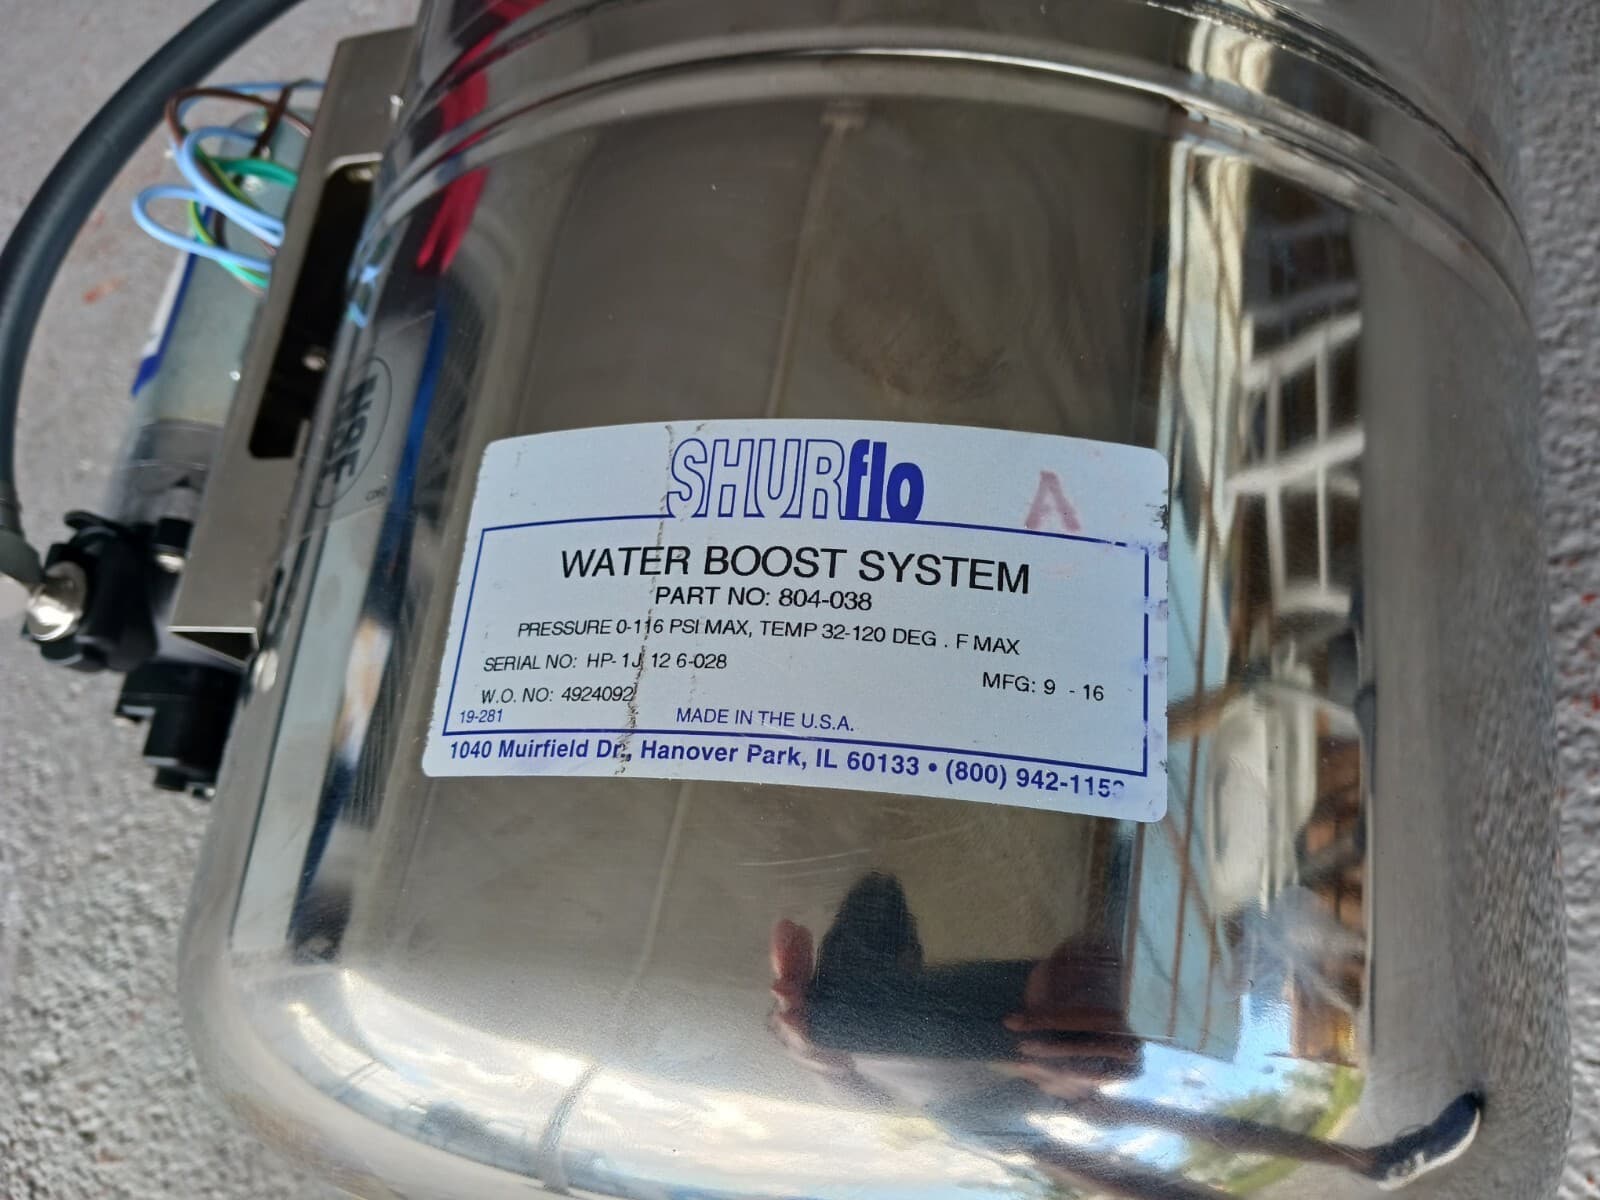 NSF
SHURflo
A
WATER BOOST SYSTEM
PART NO: 804-038
PRESSURE 0-116 PSI MAX, TEMP 32-120 DEG . F MAX
SERIAL NO: HP-1J 12 6-028
MFG: 9 - 16
W.O. NO: 4924092
19-281
MADE IN THE U.S.A.
1040 Muirfield Dr., Hanover Park, IL 60133 • (800)